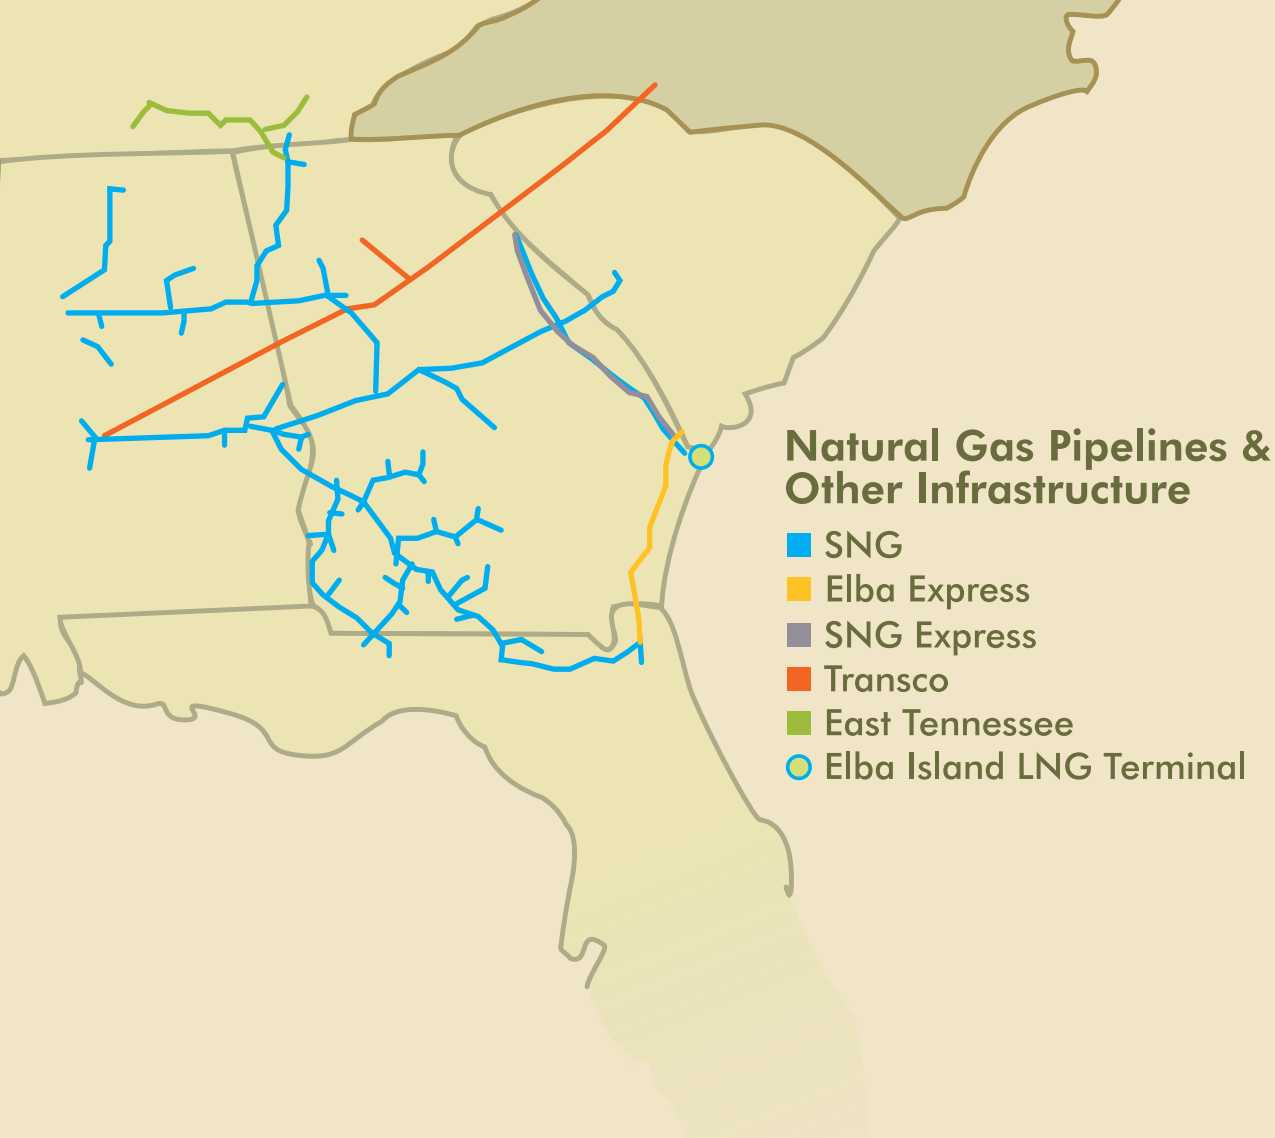 Natural Gas Pipelines &
Other Infrastructure
SNG
Elba Express
SNG Express
Transco
East Tennessee
Elba Island LNG Terminal